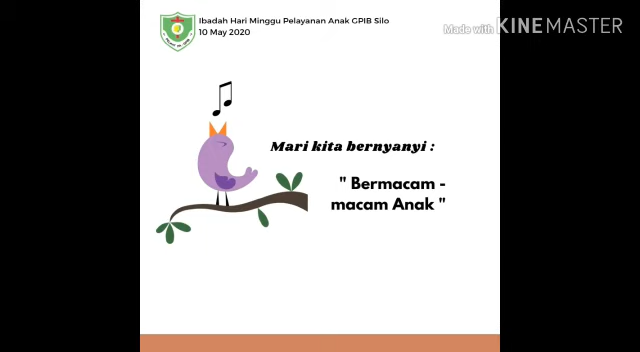 Ibadah Hari Minggu Pelayanan Anak GPIB Silo
10 May 2020
Made with KINEMASTER
Mari kita bernyanyi :
" Bermacam -
macam Anak "